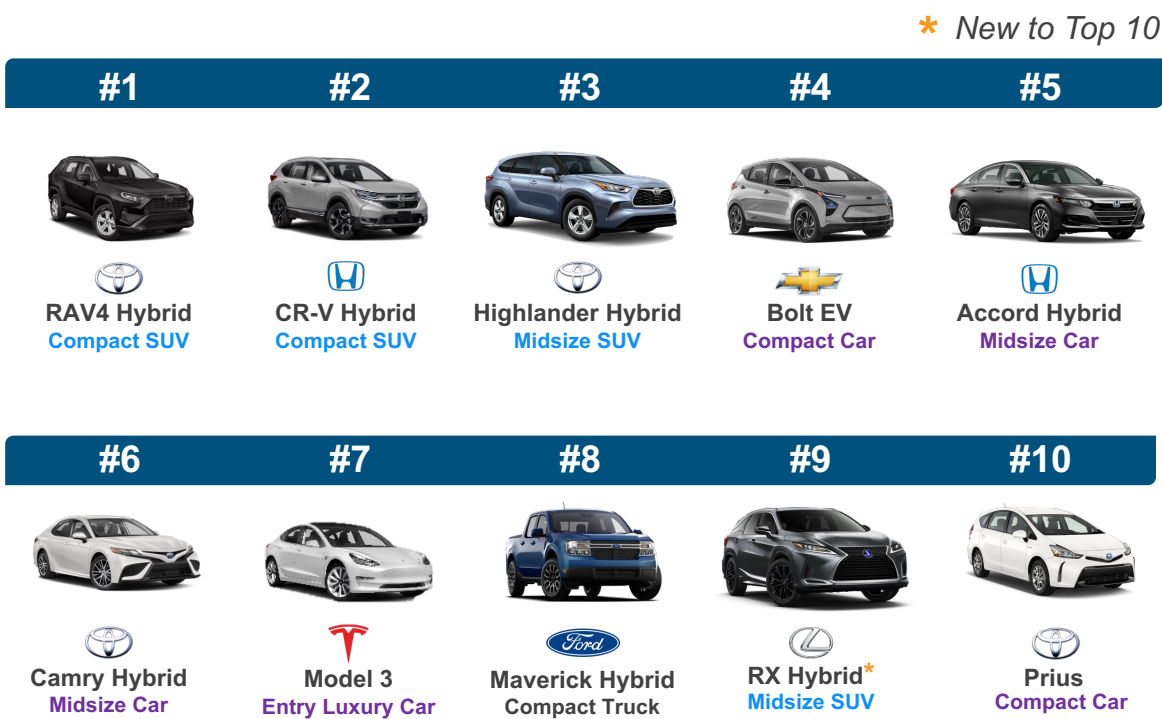 * New to Top 10
#1 #2 #3 #4 #5
RAV4 Hybrid
Compact SUV
CR-V Hybrid
Compact SUV
Highlander Hybrid
Midsize SUV
Bolt EV
Compact Car
Accord Hybrid
Midsize Car
#6 #7 #8 #9 #10
Camry Hybrid
Midsize Car
Model 3
Entry Luxury Car
Ford
Maverick Hybrid
Compact Truck
RX Hybrid*
Midsize SUV
Prius
Compact Car